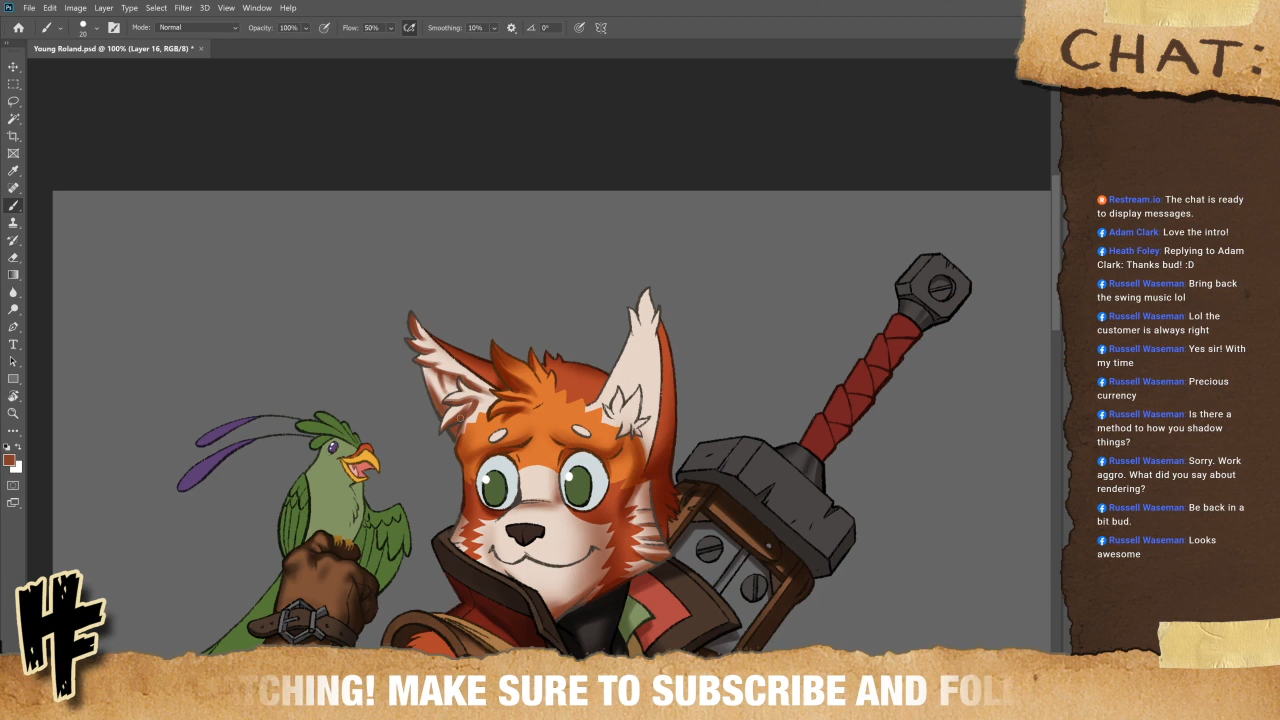 Ps File Edit Image Layer Type Select Filter 3D View Window Help
20 Mode: Normal Opacity: 100% Flow: 50% Smoothing: 10% 0°
Young Roland.psd @ 100% (Layer 16, RGB/8) * ×
CHAT:
Restream.io: The chat is ready
to display messages.
Adam Clark: Love the intro!
Heath Foley: Replying to Adam
Clark: Thanks bud! :D
Russell Waseman: Bring back
the swing music lol
Russell Waseman: Lol the
customer is always right
Russell Waseman: Yes sir! With
my time
Russell Waseman: Precious
currency
Russell Waseman: Is there a
method to how you shadow
things?
Russell Waseman: Sorry. Work
aggro. What did you say about
rendering?
Russell Waseman: Be back in a
bit bud.
Russell Waseman: Looks
awesome
HF
TCHING! MAKE SURE TO SUBSCRIBE AND FOLL